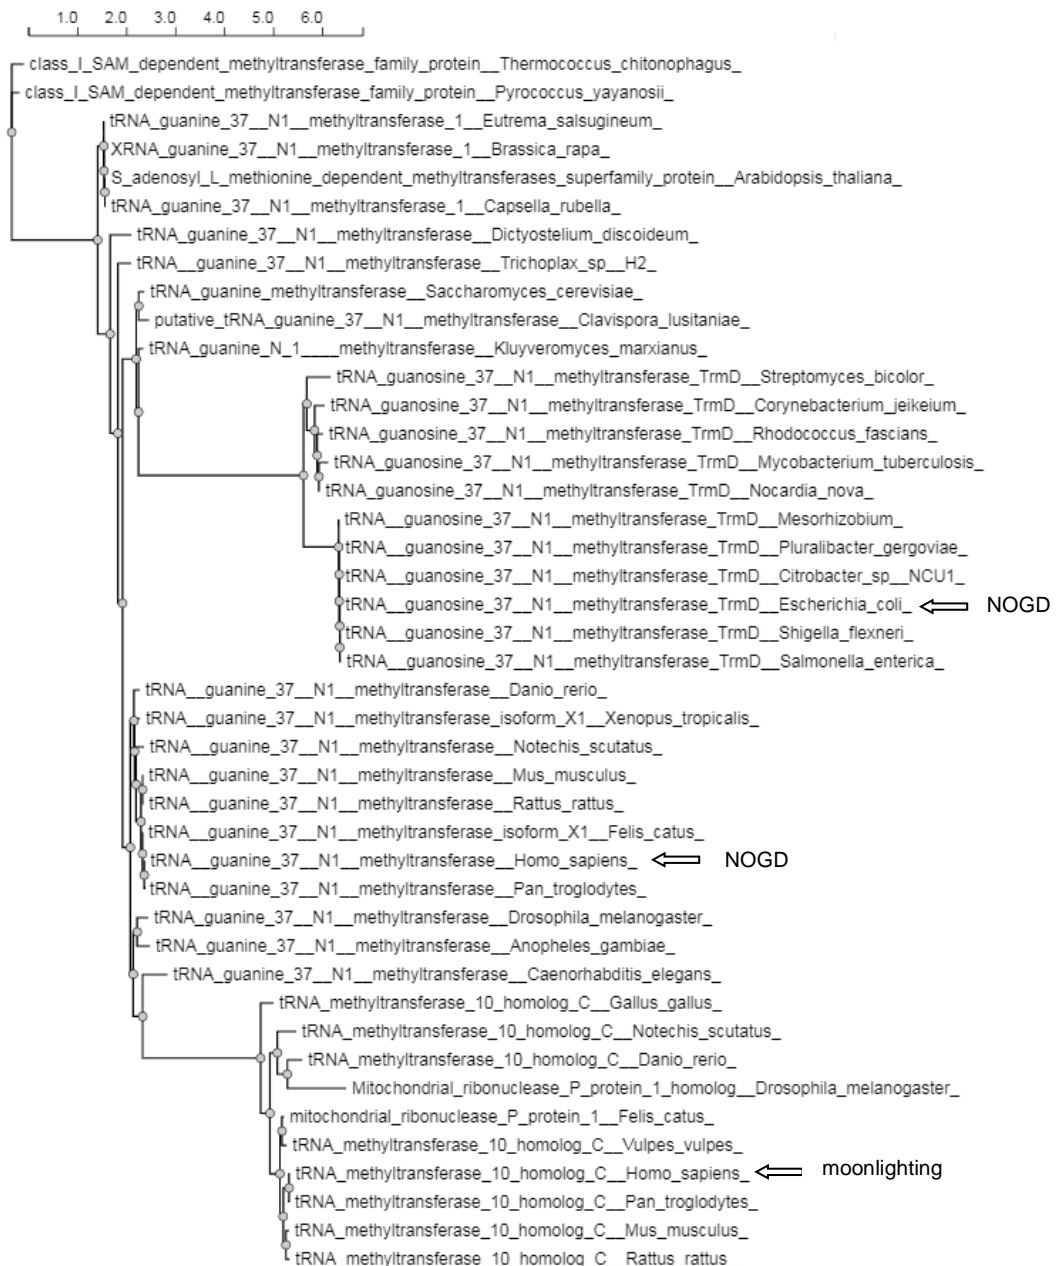 1.0 2.0 3.0 4.0 5.0 6.0
class_I_SAM_dependent_methyltransferase_family_protein__Thermococcus_chitonophagus_
class_I_SAM_dependent_methyltransferase_family_protein__Pyrococcus_yayanosii_
tRNA_guanine_37__N1__methyltransferase_1__Eutrema_salsugineum_
XRNA_guanine_37__N1__methyltransferase_1__Brassica_rapa_
S_adenosyl_L_methionine_dependent_methyltransferases_superfamily_protein__Arabidopsis_thaliana_
tRNA_guanine_37__N1__methyltransferase_1__Capsella_rubella_
tRNA_guanine_37__N1__methyltransferase__Dictyostelium_discoideum_
tRNA__guanine_37__N1__methyltransferase__Trichoplax_sp__H2_
tRNA_guanine_methyltransferase__Saccharomyces_cerevisiae_
putative_tRNA_guanine_37__N1__methyltransferase__Clavispora_lusitaniae_
tRNA_guanine_N_1____methyltransferase__Kluyveromyces_marxianus_
tRNA_guanosine_37__N1__methyltransferase_TrmD__Streptomyces_bicolor_
tRNA_guanosine_37__N1__methyltransferase_TrmD__Corynebacterium_jeikeium_
tRNA_guanosine_37__N1__methyltransferase_TrmD__Rhodococcus_fascians_
tRNA_guanosine_37__N1__methyltransferase_TrmD__Mycobacterium_tuberculosis_
tRNA_guanosine_37__N1__methyltransferase_TrmD__Nocardia_nova_
tRNA__guanosine_37__N1__methyltransferase_TrmD__Mesorhizobium_
tRNA__guanosine_37__N1__methyltransferase_TrmD__Pluralibacter_gergoviae_
tRNA__guanosine_37__N1__methyltransferase_TrmD__Citrobacter_sp__NCU1_
tRNA__guanosine_37__N1__methyltransferase_TrmD__Escherichia_coli_ NOGD
tRNA__guanosine_37__N1__methyltransferase_TrmD__Shigella_flexneri_
tRNA__guanosine_37__N1__methyltransferase_TrmD__Salmonella_enterica_
tRNA__guanine_37__N1__methyltransferase__Danio_rerio_
tRNA__guanine_37__N1__methyltransferase_isoform_X1__Xenopus_tropicalis_
tRNA__guanine_37__N1__methyltransferase__Notechis_scutatus_
tRNA__guanine_37__N1__methyltransferase__Mus_musculus_
tRNA__guanine_37__N1__methyltransferase__Rattus_rattus_
tRNA__guanine_37__N1__methyltransferase_isoform_X1__Felis_catus_
tRNA__guanine_37__N1__methyltransferase__Homo_sapiens_ NOGD
tRNA__guanine_37__N1__methyltransferase__Pan_troglodytes_
tRNA_guanine_37__N1__methyltransferase__Drosophila_melanogaster_
tRNA_guanine_37__N1__methyltransferase__Anopheles_gambiae_
tRNA_guanine_37__N1__methyltransferase__Caenorhabditis_elegans_
tRNA_methyltransferase_10_homolog_C__Gallus_gallus_
tRNA_methyltransferase_10_homolog_C__Notechis_scutatus_
tRNA_methyltransferase_10_homolog_C__Danio_rerio_
Mitochondrial_ribonuclease_P_protein_1_homolog__Drosophila_melanogaster_
mitochondrial_ribonuclease_P_protein_1__Felis_catus_
tRNA_methyltransferase_10_homolog_C__Vulpes_vulpes_
tRNA_methyltransferase_10_homolog_C__Homo_sapiens_ moonlighting
tRNA_methyltransferase_10_homolog_C__Pan_troglodytes_
tRNA_methyltransferase_10_homolog_C__Mus_musculus_
tRNA_methyltransferase_10_homolog_C__Rattus_rattus